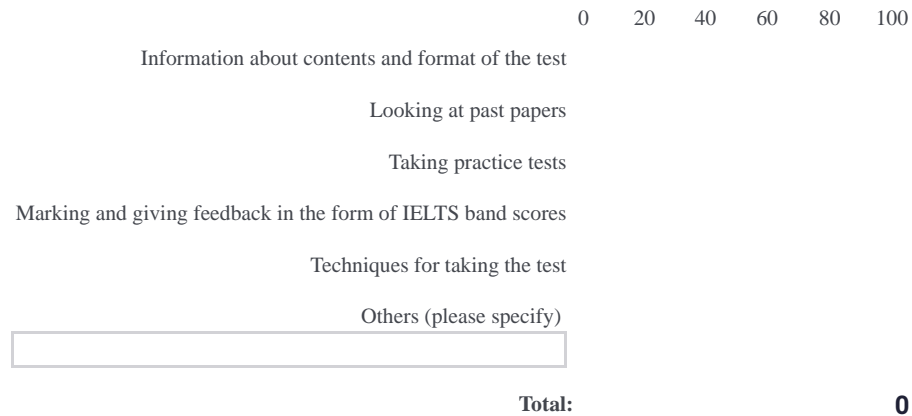 0 20 40 60 80 100
Information about contents and format of the test
Looking at past papers
Taking practice tests
Marking and giving feedback in the form of IELTS band scores
Techniques for taking the test
Others (please specify)
Total: 0